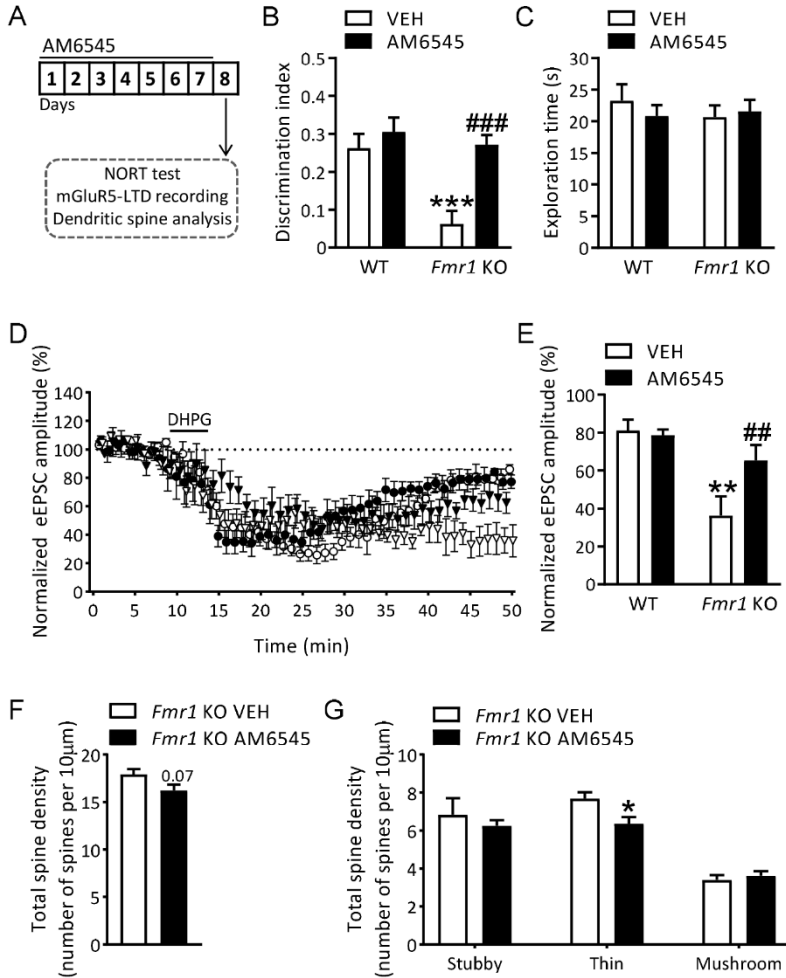 A
AM6545
1 2 3 4 5 6 7 8
Days
NORT test
mGluR5-LTD recording
Dendritic spine analysis
B
VEH
AM6545
Discrimination index
0.5
0.4
0.3
0.2
0.1
0
***
###
WT
Fmr1 KO
C
VEH
AM6545
Exploration time (s)
35
30
25
20
15
10
5
0
WT
Fmr1 KO
D
Normalized eEPSC amplitude (%)
140
120
100
80
60
40
20
0
DHPG
0 5 10 15 20 25 30 35 40 45 50
Time (min)
E
VEH
AM6545
Normalized eEPSC amplitude (%)
100
80
60
40
20
0
**
##
WT
Fmr1 KO
F
Fmr1 KO VEH
Fmr1 KO AM6545
Total spine density
(number of spines per 10μm)
20
15
10
5
0
0.07
G
Fmr1 KO VEH
Fmr1 KO AM6545
Total spine density
(number of spines per 10μm)
10
8
6
4
2
0
*
Stubby
Thin
Mushroom